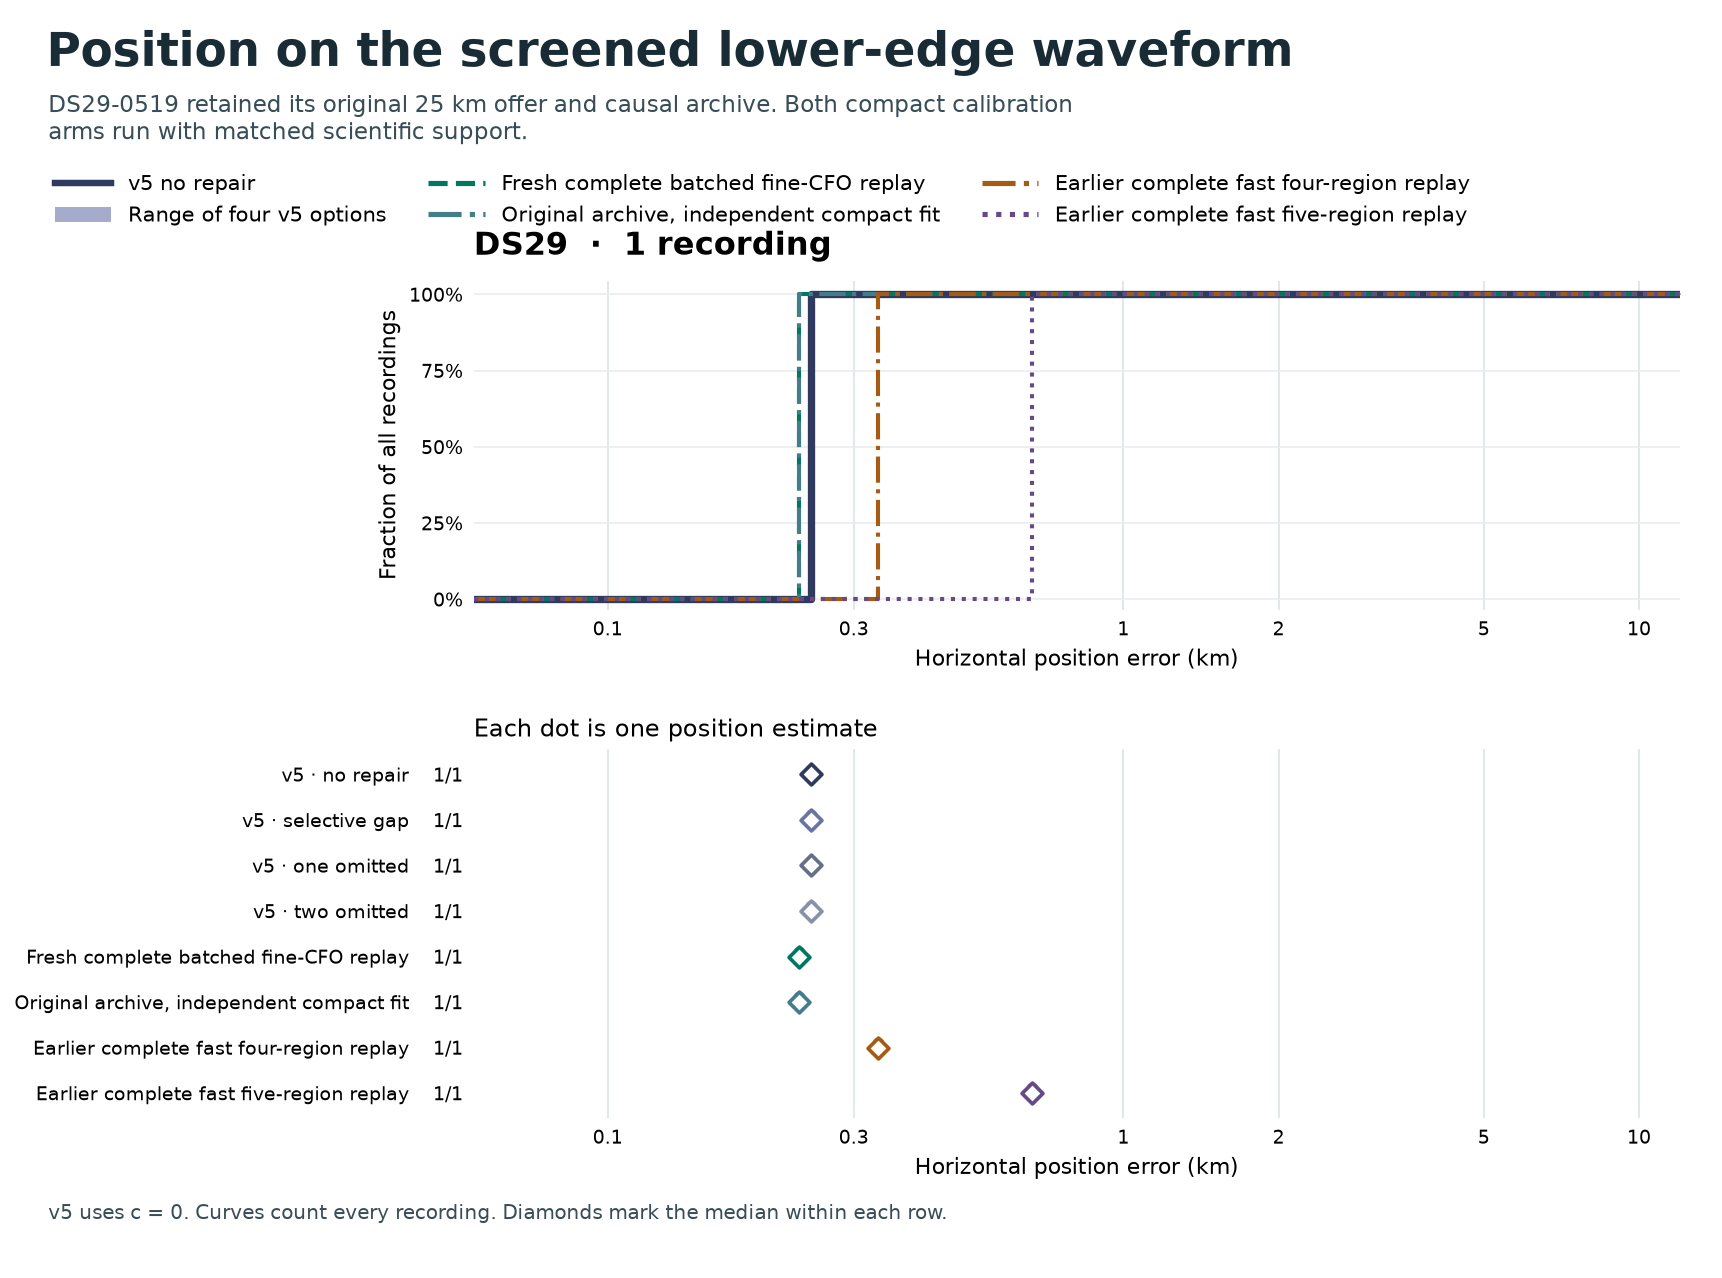 Position on the screened lower-edge waveform
DS29-0519 retained its original 25 km offer and causal archive. Both compact calibration
arms run with matched scientific support.
v5 no repair
Range of four v5 options
Fresh complete batched fine-CFO replay
Original archive, independent compact fit
Earlier complete fast four-region replay
Earlier complete fast five-region replay
DS29 · 1 recording
Fraction of all recordings
100%
75%
50%
25%
0%
0.1 0.3 1 2 5 10
Horizontal position error (km)
Each dot is one position estimate
v5 · no repair 1/1
v5 · selective gap 1/1
v5 · one omitted 1/1
v5 · two omitted 1/1
Fresh complete batched fine-CFO replay 1/1
Original archive, independent compact fit 1/1
Earlier complete fast four-region replay 1/1
Earlier complete fast five-region replay 1/1
0.1 0.3 1 2 5 10
Horizontal position error (km)
v5 uses c = 0. Curves count every recording. Diamonds mark the median within each row.